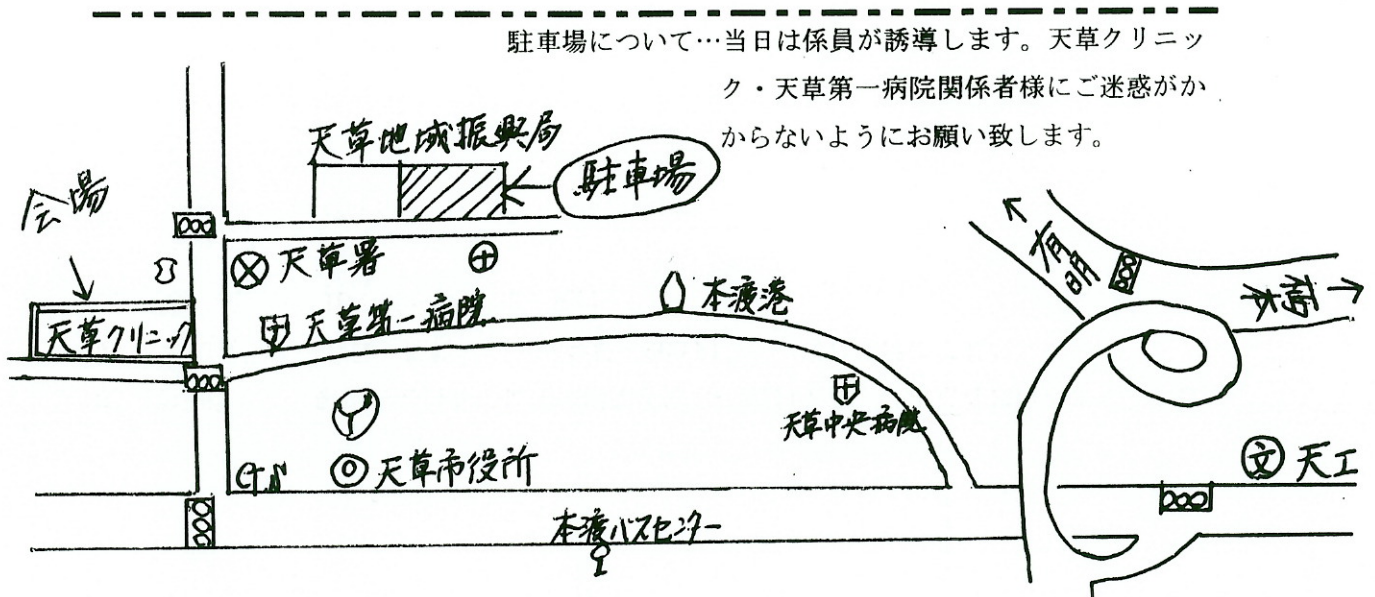 駐車場について…当日は係員が誘導します。天草クリニッ
ク・天草第一病院関係者様にご迷惑がか
からないようにお願い致します。
天草地域振興局
駐車場
会場
天草署
天草クリニック
天草第一病院
本渡港
有明
天草中央病院
G.S
天草市役所
文 天工
本渡バスセンター